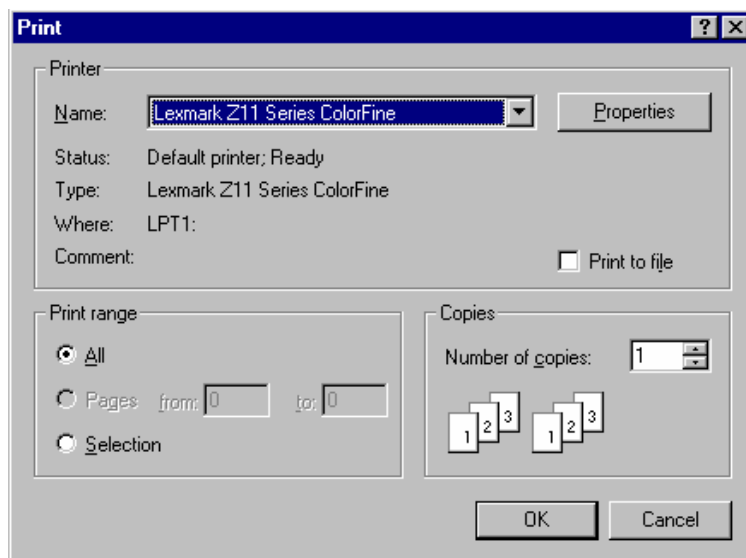 Print
Printer
Name: Lexmark Z11 Series ColorFine Properties
Status: Default printer; Ready
Type: Lexmark Z11 Series ColorFine
Where: LPT1:
Comment: Print to file
Print range
All
Pages from: 0 to: 0
Selection
Copies
Number of copies: 1
1 2 3 1 2 3
OK Cancel